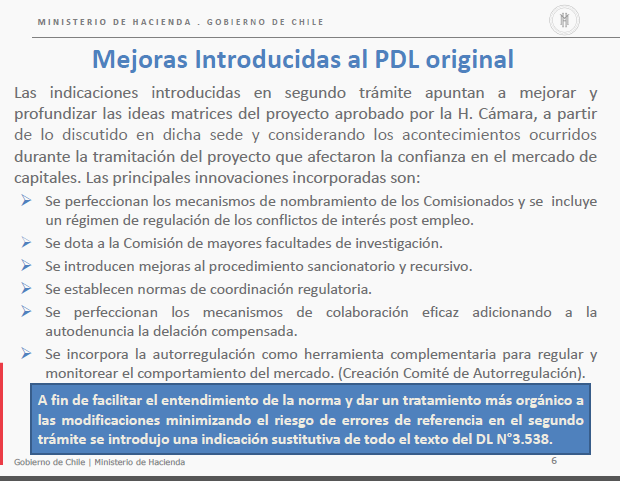 MINISTERIO DE HACIENDA . GOBIERNO DE CHILE
Mejoras Introducidas al PDL original
Las indicaciones introducidas en segundo trámite apuntan a mejorar y
profundizar las ideas matrices del proyecto aprobado por la H. Cámara, a partir
de lo discutido en dicha sede y considerando los acontecimientos ocurridos
durante la tramitación del proyecto que afectaron la confianza en el mercado de
capitales. Las principales innovaciones incorporadas son:
Se perfeccionan los mecanismos de nombramiento de los Comisionados y se incluye
un régimen de regulación de los conflictos de interés post empleo.
Se dota a la Comisión de mayores facultades de investigación.
Se introducen mejoras al procedimiento sancionatorio y recursivo.
Se establecen normas de coordinación regulatoria.
Se perfeccionan los mecanismos de colaboración eficaz adicionando a la
autodenuncia la delación compensada.
Se incorpora la autorregulación como herramienta complementaria para regular y
monitorear el comportamiento del mercado. (Creación Comité de Autorregulación).
A fin de facilitar el entendimiento de la norma y dar un tratamiento más orgánico a
las modificaciones minimizando el riesgo de errores de referencia en el segundo
trámite se introdujo una indicación sustitutiva de todo el texto del DL N°3.538.
Gobierno de Chile | Ministerio de Hacienda
6